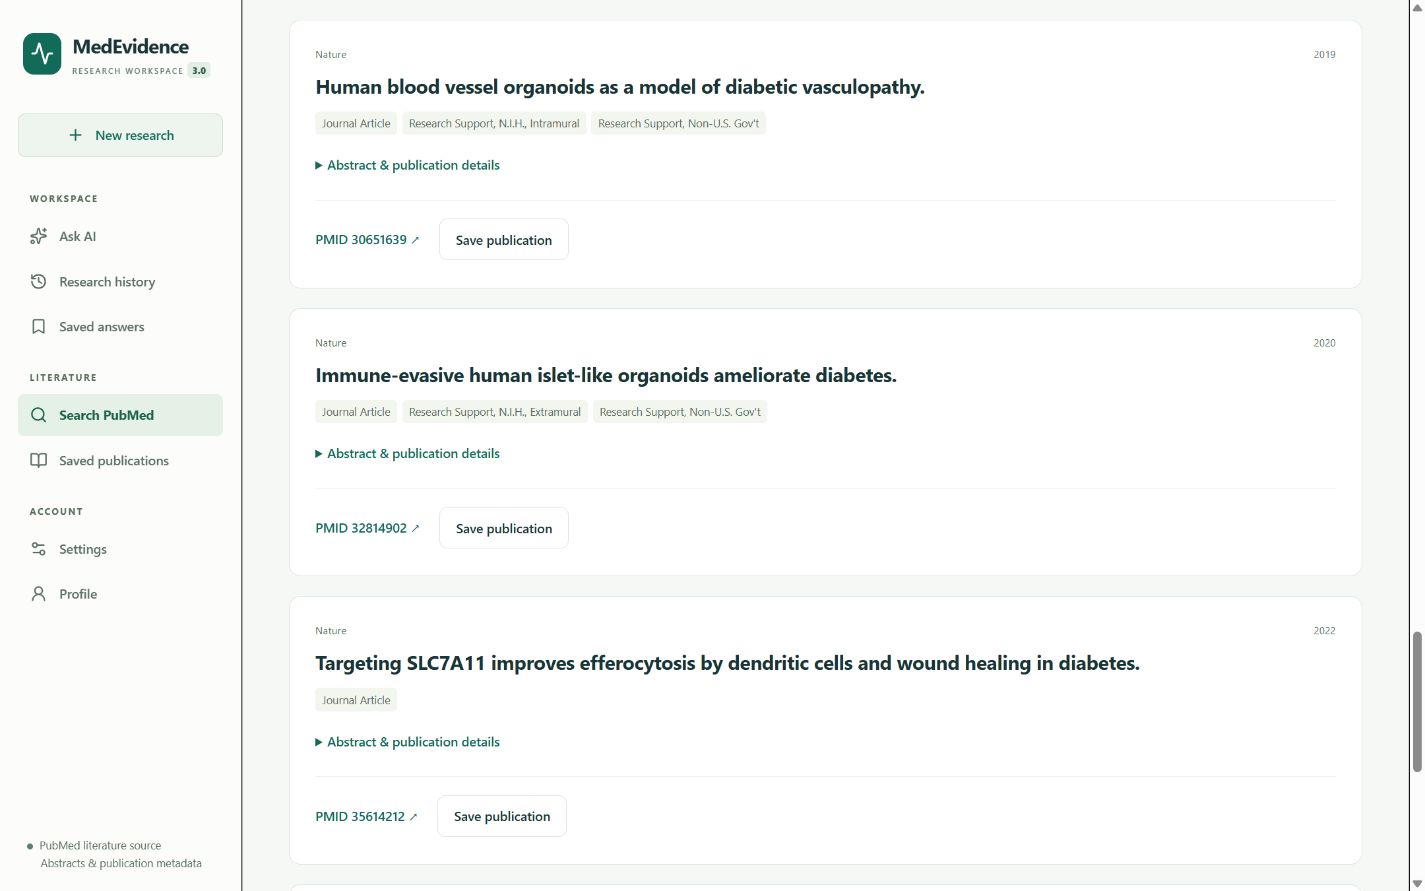 MedEvidence
RESEARCH WORKSPACE 3.0
New research
WORKSPACE
Ask AI
Research history
Saved answers
LITERATURE
Search PubMed
Saved publications
ACCOUNT
Settings
Profile
PubMed literature source
Abstracts & publication metadata
Nature 2019
Human blood vessel organoids as a model of diabetic vasculopathy.
Journal Article Research Support, N.I.H., Intramural Research Support, Non-U.S. Gov't
Abstract & publication details
PMID 30651639 ↗ Save publication
Nature 2020
Immune-evasive human islet-like organoids ameliorate diabetes.
Journal Article Research Support, N.I.H., Extramural Research Support, Non-U.S. Gov't
Abstract & publication details
PMID 32814902 ↗ Save publication
Nature 2022
Targeting SLC7A11 improves efferocytosis by dendritic cells and wound healing in diabetes.
Journal Article
Abstract & publication details
PMID 35614212 ↗ Save publication